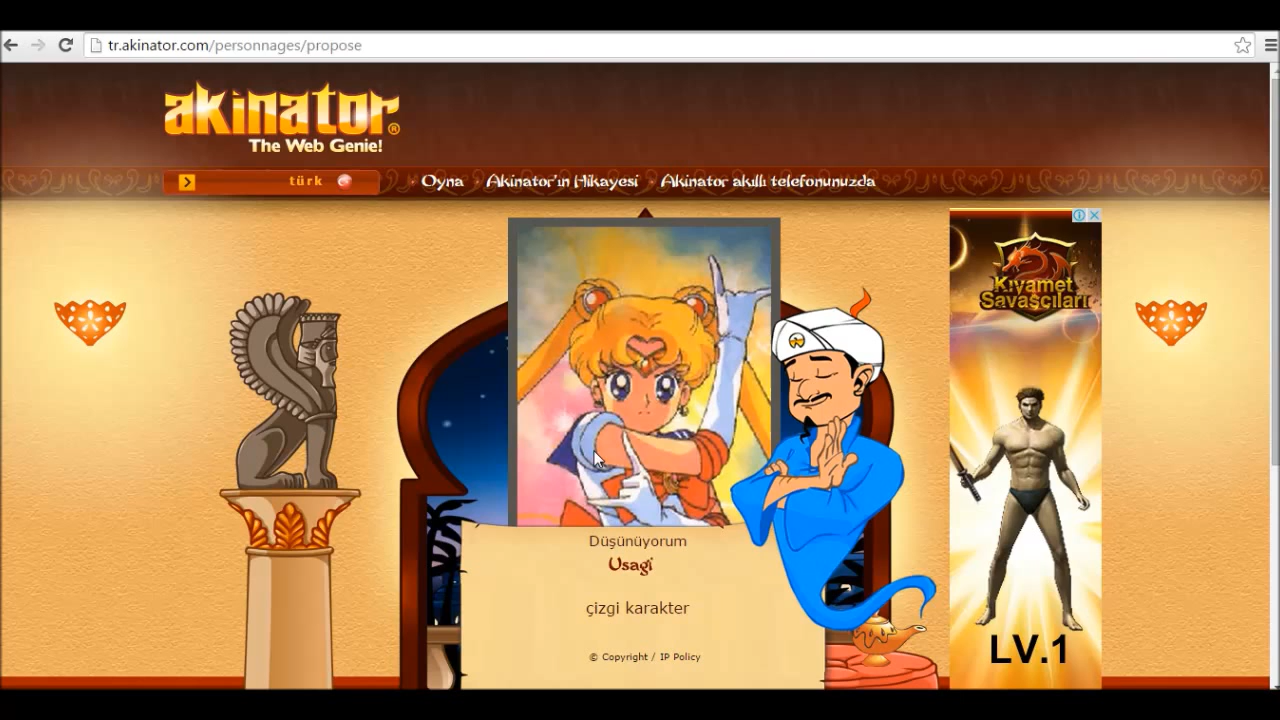 tr.akinator.com/personnages/propose
akinator®
The Web Genie!
türk
Oyna
Akinator'ın Hikayesi
Akinator akıllı telefonunuzda
Kıyamet
Savaşcıları
LV.1
Düşünüyorum
Usagi
çizgi karakter
© Copyright / IP Policy